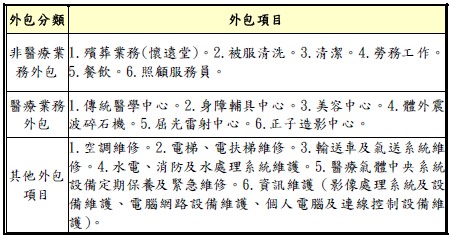 外包分類 外包項目
非醫療業務外包
1.殯葬業務(懷遠堂)。2.被服清洗。3.清潔。4.勞務工作。
5.餐飲。6.照顧服務員。
醫療業務外包
1.傳統醫學中心。2.身障輔具中心。3.美容中心。4.體外震
波碎石機。5.屈光雷射中心。6.正子造影中心。
其他外包項目
1.空調維修。2.電梯、電扶梯維修。3.輸送車及氣送系統維
修。4.水電、消防及水處理系統維護。5.醫療氣體中央系統
設備定期保養及緊急維修。6.資訊維護(影像處理系統及設
備維護、電腦網路設備維護、個人電腦及連線控制設備維
護)。